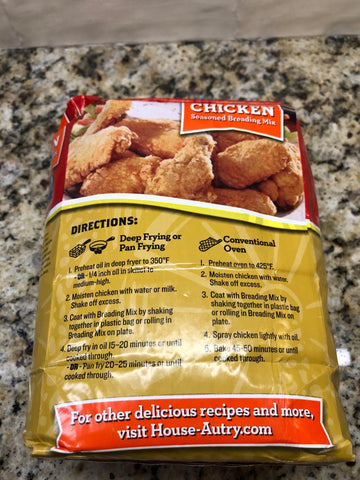 CHICKEN
Seasoned Breading Mix
DIRECTIONS:
Deep Frying or
Pan Frying
1. Preheat oil in deep fryer to 350°F
- OR - 1/4 inch oil in skillet to
medium-high.
2. Moisten chicken with water or milk.
Shake off excess.
3. Coat with Breading Mix by shaking
together in plastic bag or rolling in
Breading Mix on plate.
4. Deep fry in oil 15-20 minutes or until
cooked through.
- OR - Pan fry 20-25 minutes or until
cooked through.
Conventional
Oven
1. Preheat oven to 425°F.
2. Moisten chicken with water.
Shake off excess.
3. Coat with Breading Mix by
shaking together in plastic bag
or rolling in Breading Mix on
plate.
4. Spray chicken lightly with oil.
5. Bake 45-50 minutes or until
cooked through.
For other delicious recipes and more,
visit House-Autry.com